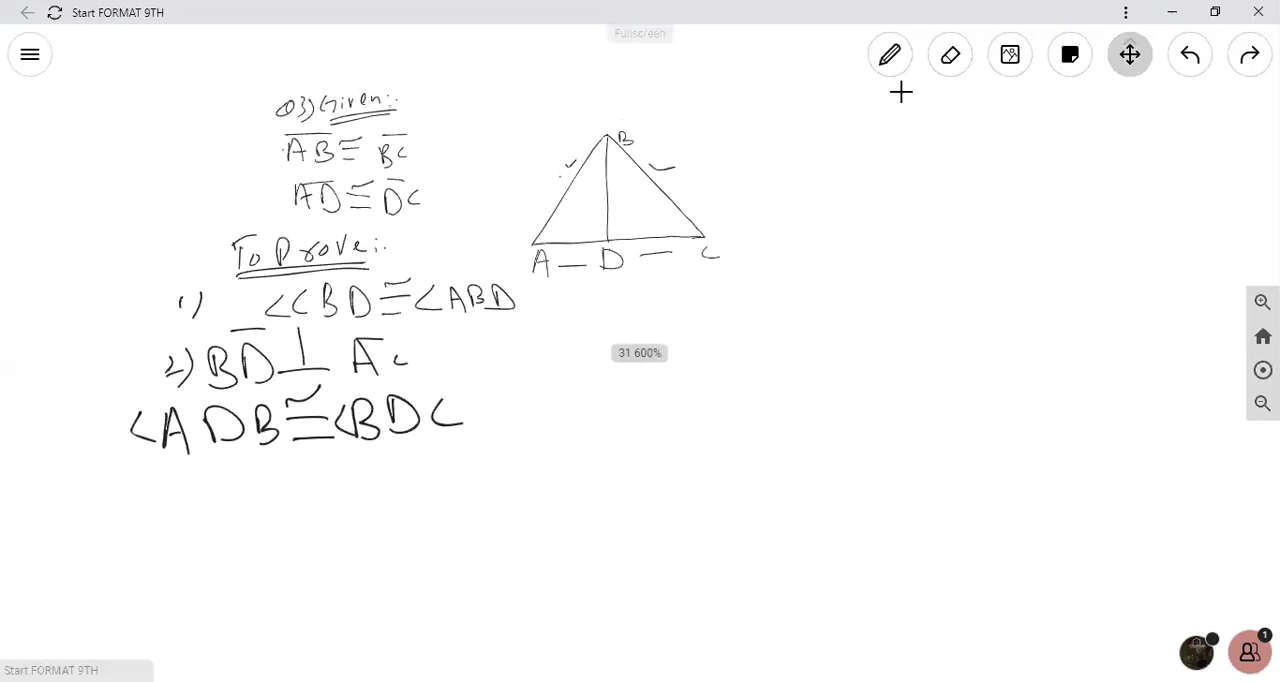 Start FORMAT 9TH
Fullscreen
Q3) Given:-
AB ≅ BC
AD ≅ DC
To Prove:-
1) <CBD ≅ <ABD
2) BD ⊥ AC
<ADB ≅ <BDC
B
A — D — C
31 600%
1
Start FORMAT 9TH